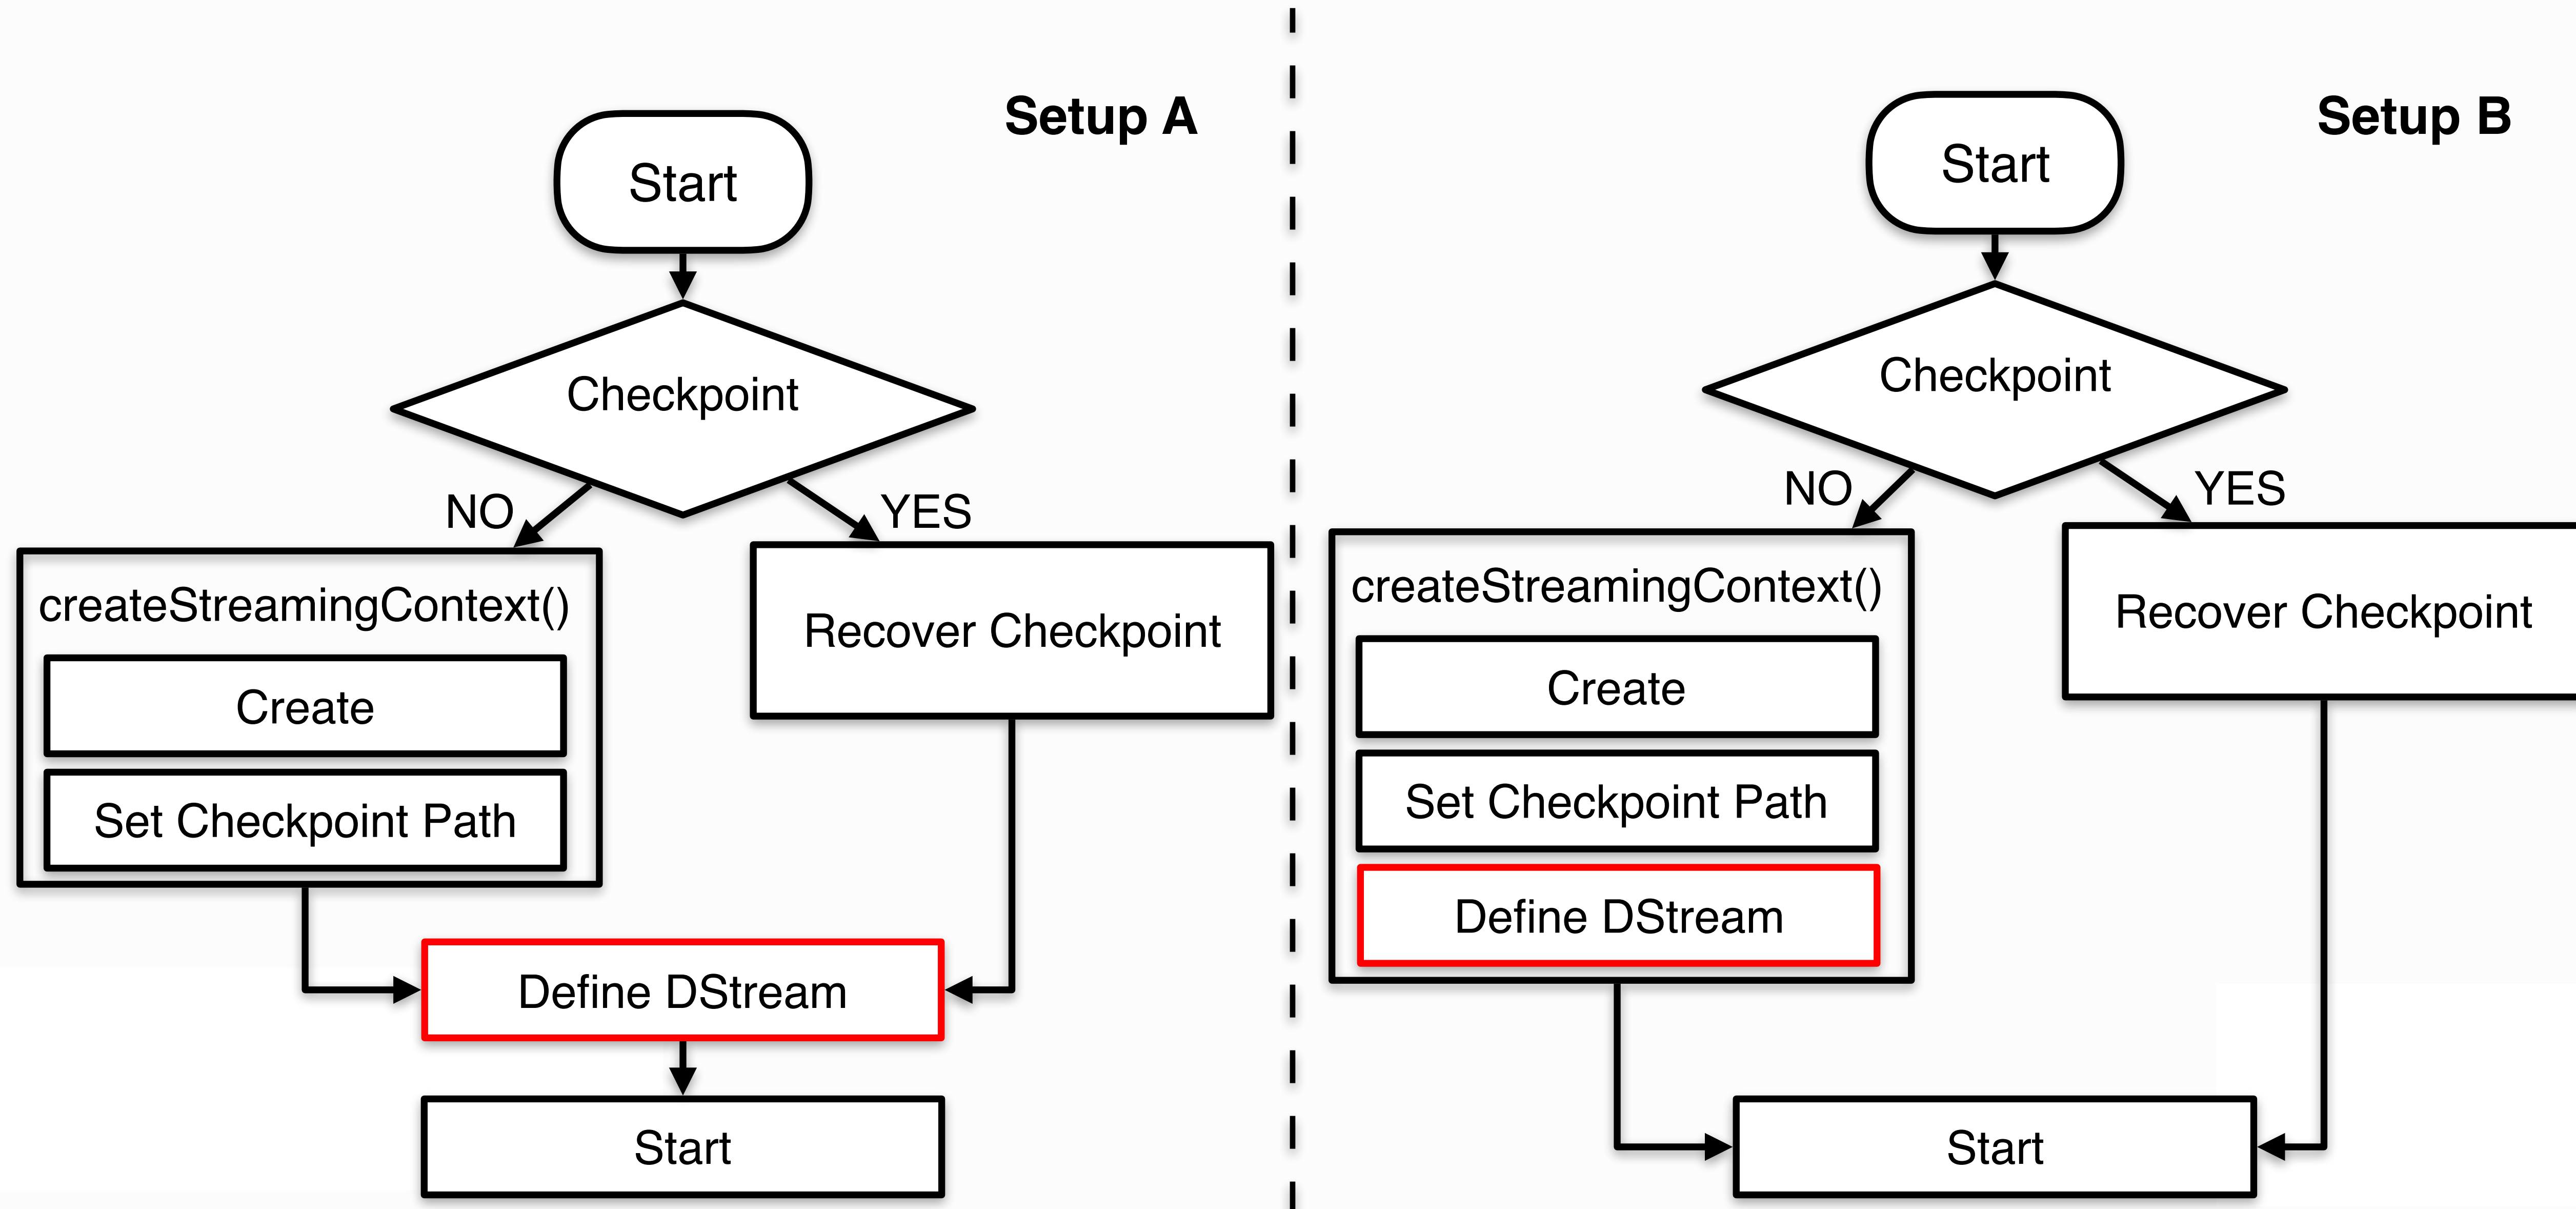 Setup A
Start
Checkpoint
NO
YES
createStreamingContext()
Create
Set Checkpoint Path
Recover Checkpoint
Define DStream
Start
Setup B
Start
Checkpoint
NO
YES
createStreamingContext()
Create
Set Checkpoint Path
Define DStream
Recover Checkpoint
Start